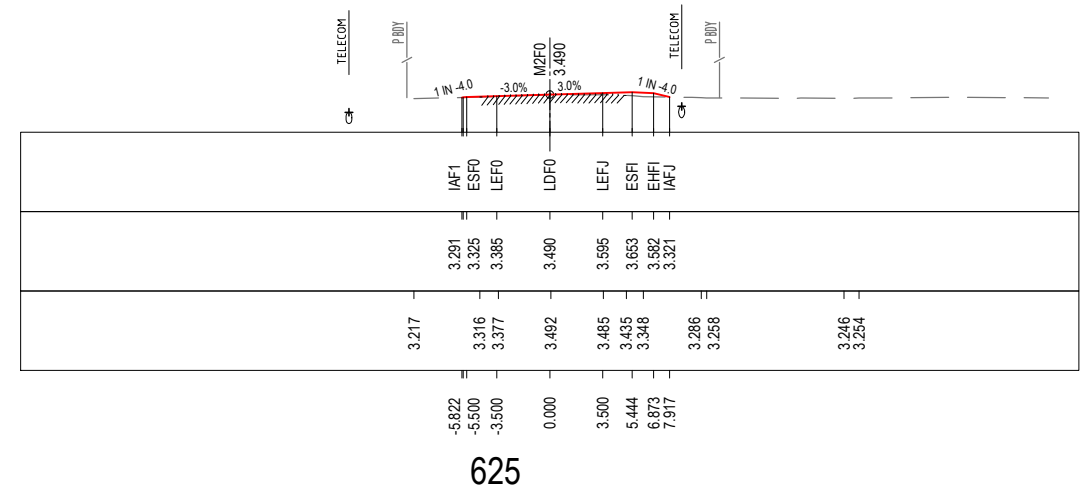 TELECOM
P BDY
M2F0
3.490
TELECOM
P BDY
1 IN -4.0
-3.0%
3.0%
1 IN -4.0
IAF1
ESF0
LEF0
LDF0
LEFJ
ESFI
EHFI
IAFJ
3.291
3.325
3.385
3.490
3.595
3.653
3.582
3.321
3.217
3.316
3.377
3.492
3.485
3.435
3.348
3.286
3.258
3.246
3.254
-5.822
-5.500
-3.500
0.000
3.500
5.444
6.873
7.917
625